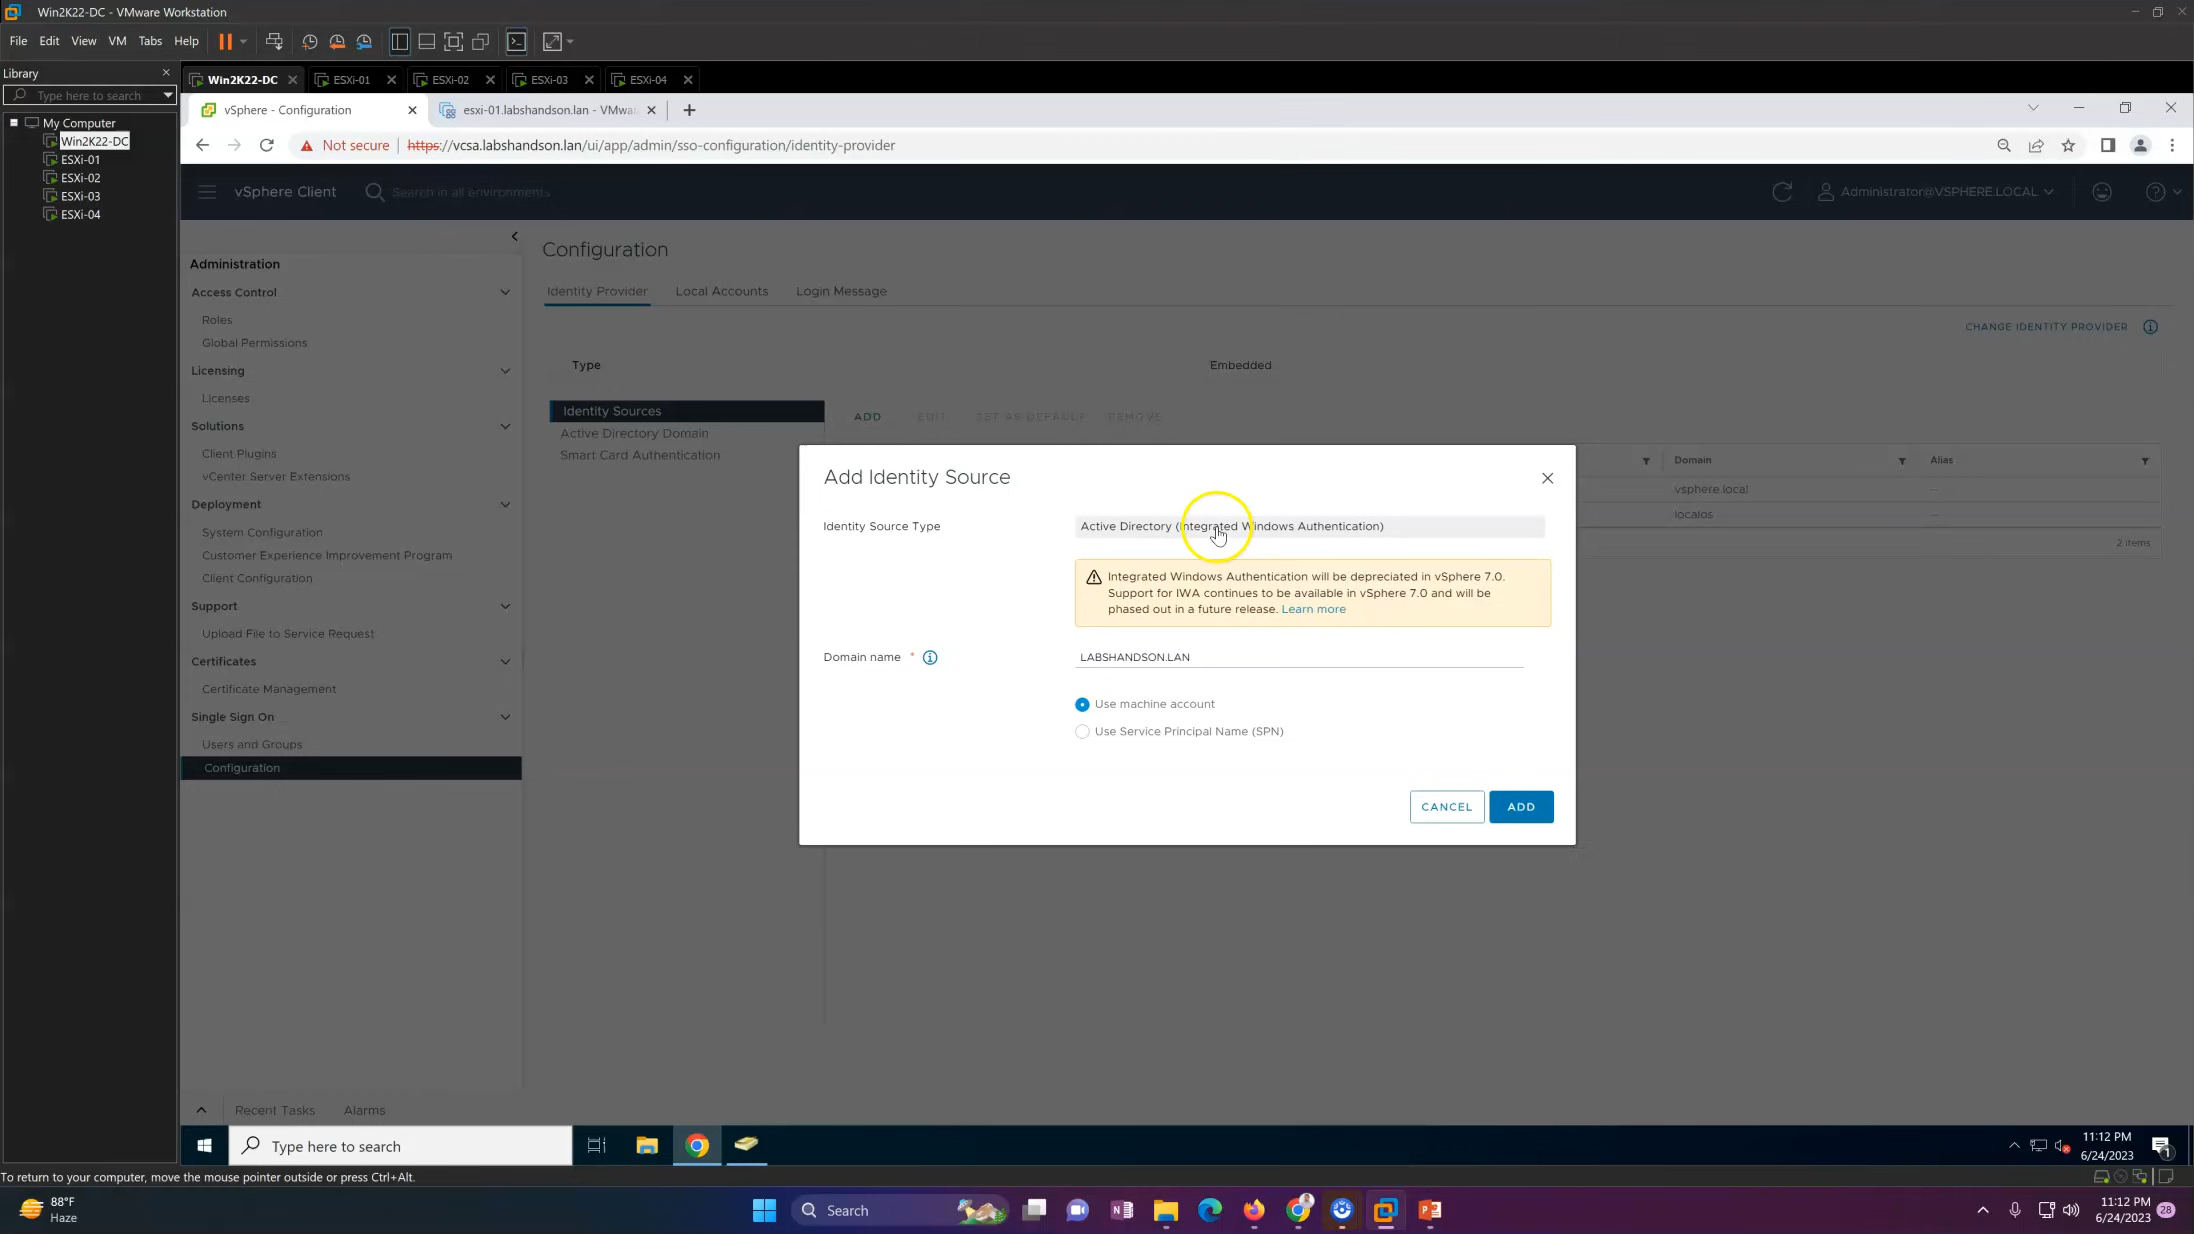 Win2K22-DC - VMware Workstation
File Edit View VM Tabs Help
Library
Type here to search
My Computer
Win2K22-DC
ESXi-01
ESXi-02
ESXi-03
ESXi-04
Win2K22-DC ESXi-01 ESXi-02 ESXi-03 ESXi-04
vSphere - Configuration esxi-01.labshandson.lan - VMwa
Not secure https://vcsa.labshandson.lan/ui/app/admin/sso-configuration/identity-provider
vSphere Client Search in all environments Administrator@VSPHERE.LOCAL
Administration
Access Control
Roles
Global Permissions
Licensing
Licenses
Solutions
Client Plugins
vCenter Server Extensions
Deployment
System Configuration
Customer Experience Improvement Program
Client Configuration
Support
Upload File to Service Request
Certificates
Certificate Management
Single Sign On
Users and Groups
Configuration
Configuration
Identity Provider Local Accounts Login Message
CHANGE IDENTITY PROVIDER
Type Embedded
Identity Sources
Active Directory Domain
Smart Card Authentication
ADD EDIT SET AS DEFAULT REMOVE
Domain Alias
vsphere.local --
localos --
2 items
Add Identity Source
Identity Source Type Active Directory (Integrated Windows Authentication)
Integrated Windows Authentication will be depreciated in vSphere 7.0.
Support for IWA continues to be available in vSphere 7.0 and will be
phased out in a future release. Learn more
Domain name * LABSHANDSON.LAN
Use machine account
Use Service Principal Name (SPN)
CANCEL ADD
Recent Tasks Alarms
Type here to search
11:12 PM
6/24/2023
1
To return to your computer, move the mouse pointer outside or press Ctrl+Alt.
88°F
Haze
Search
11:12 PM
6/24/2023
28